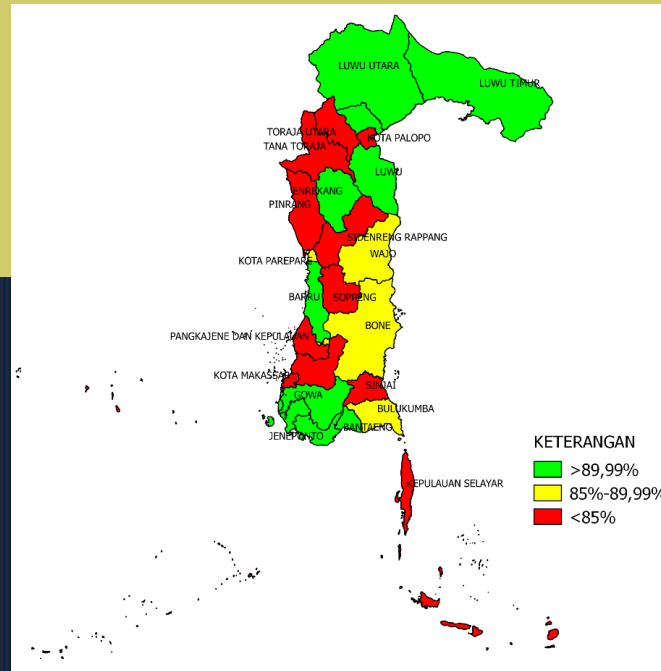 LUWU UTARA
LUWU TIMUR
TORAJA UTARA
KOTA PALOPO
TANA TORAJA
LUWU
ENREKANG
PINRANG
SIDENRENG RAPPANG
WAJO
KOTA PAREPARE
BARRU
SOPPENG
BONE
PANGKAJENE DAN KEPULAUAN
KOTA MAKASSAR
SINJAI
GOWA
BULUKUMBA
BANTAENG
JENEPONTO
KETERANGAN
>89,99%
85%-89,99%
<85%
KEPULAUAN SELAYAR